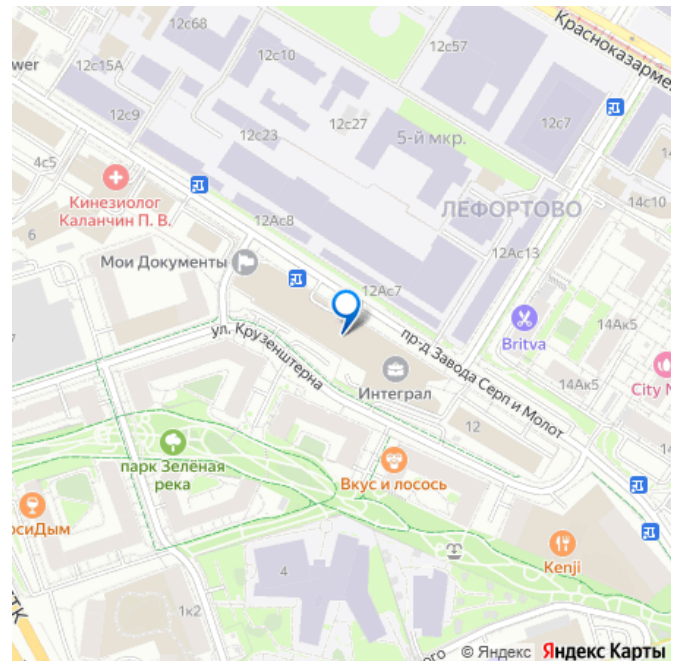 12с68
12с10
12с57
Красноказарме
wer
12с15А
12с9
12с23
12с27
12с7
5-й мкр.
4с5
Кинезиолог
Каланчин П. В.
14с10
ЛЕФОРТОВО
12Ас8
6
12Ас13
Мои Документы
12Ас7
14Ак5
ул. Крузенштерна
пр-д Завода Серп и Молот
Britva
Интеграл
14Ак5
City N
12
парк Зелёная
река
Вкус и лосось
осиДым
Kenji
4
1к2
ТК
ого
© Яндекс Яндекс Карты